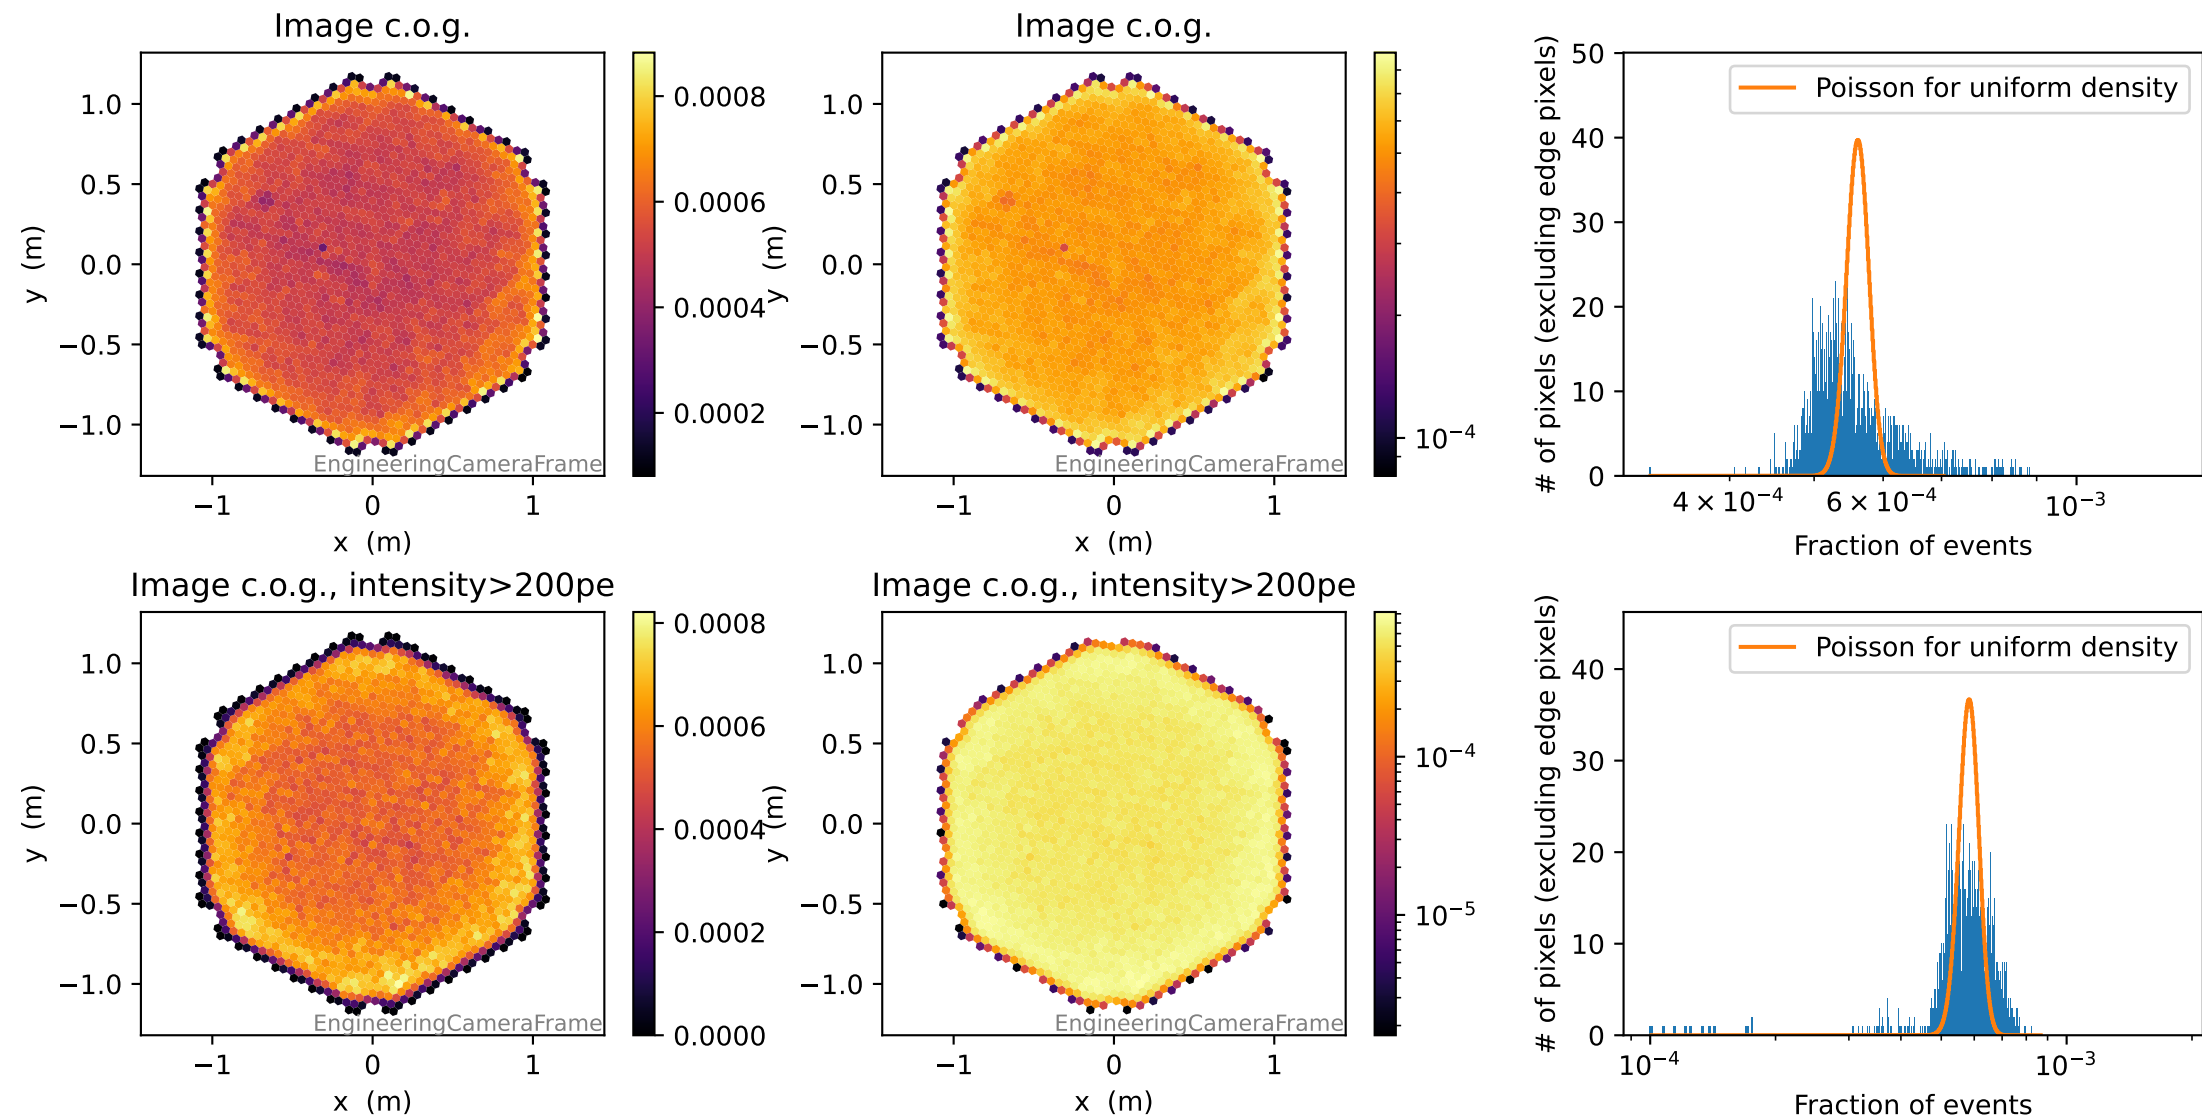 Image c.o.g.
1.0
0.5
0.0
−0.5
−1.0
y (m)
−1
0
1
x (m)
EngineeringCameraFrame
0.0008
0.0006
0.0004
0.0002
Image c.o.g.
1.0
0.5
0.0
−0.5
−1.0
y (m)
−1
0
1
x (m)
EngineeringCameraFrame
10⁻⁴
50
40
30
20
10
0
# of pixels (excluding edge pixels)
Poisson for uniform density
4 × 10⁻⁴
6 × 10⁻⁴
10⁻³
Fraction of events
Image c.o.g., intensity>200pe
1.0
0.5
0.0
−0.5
−1.0
y (m)
−1
0
1
x (m)
EngineeringCameraFrame
0.0008
0.0006
0.0004
0.0002
0.0000
Image c.o.g., intensity>200pe
1.0
0.5
0.0
−0.5
−1.0
y (m)
−1
0
1
x (m)
EngineeringCameraFrame
10⁻⁴
10⁻⁵
40
30
20
10
0
# of pixels (excluding edge pixels)
Poisson for uniform density
10⁻⁴
10⁻³
Fraction of events